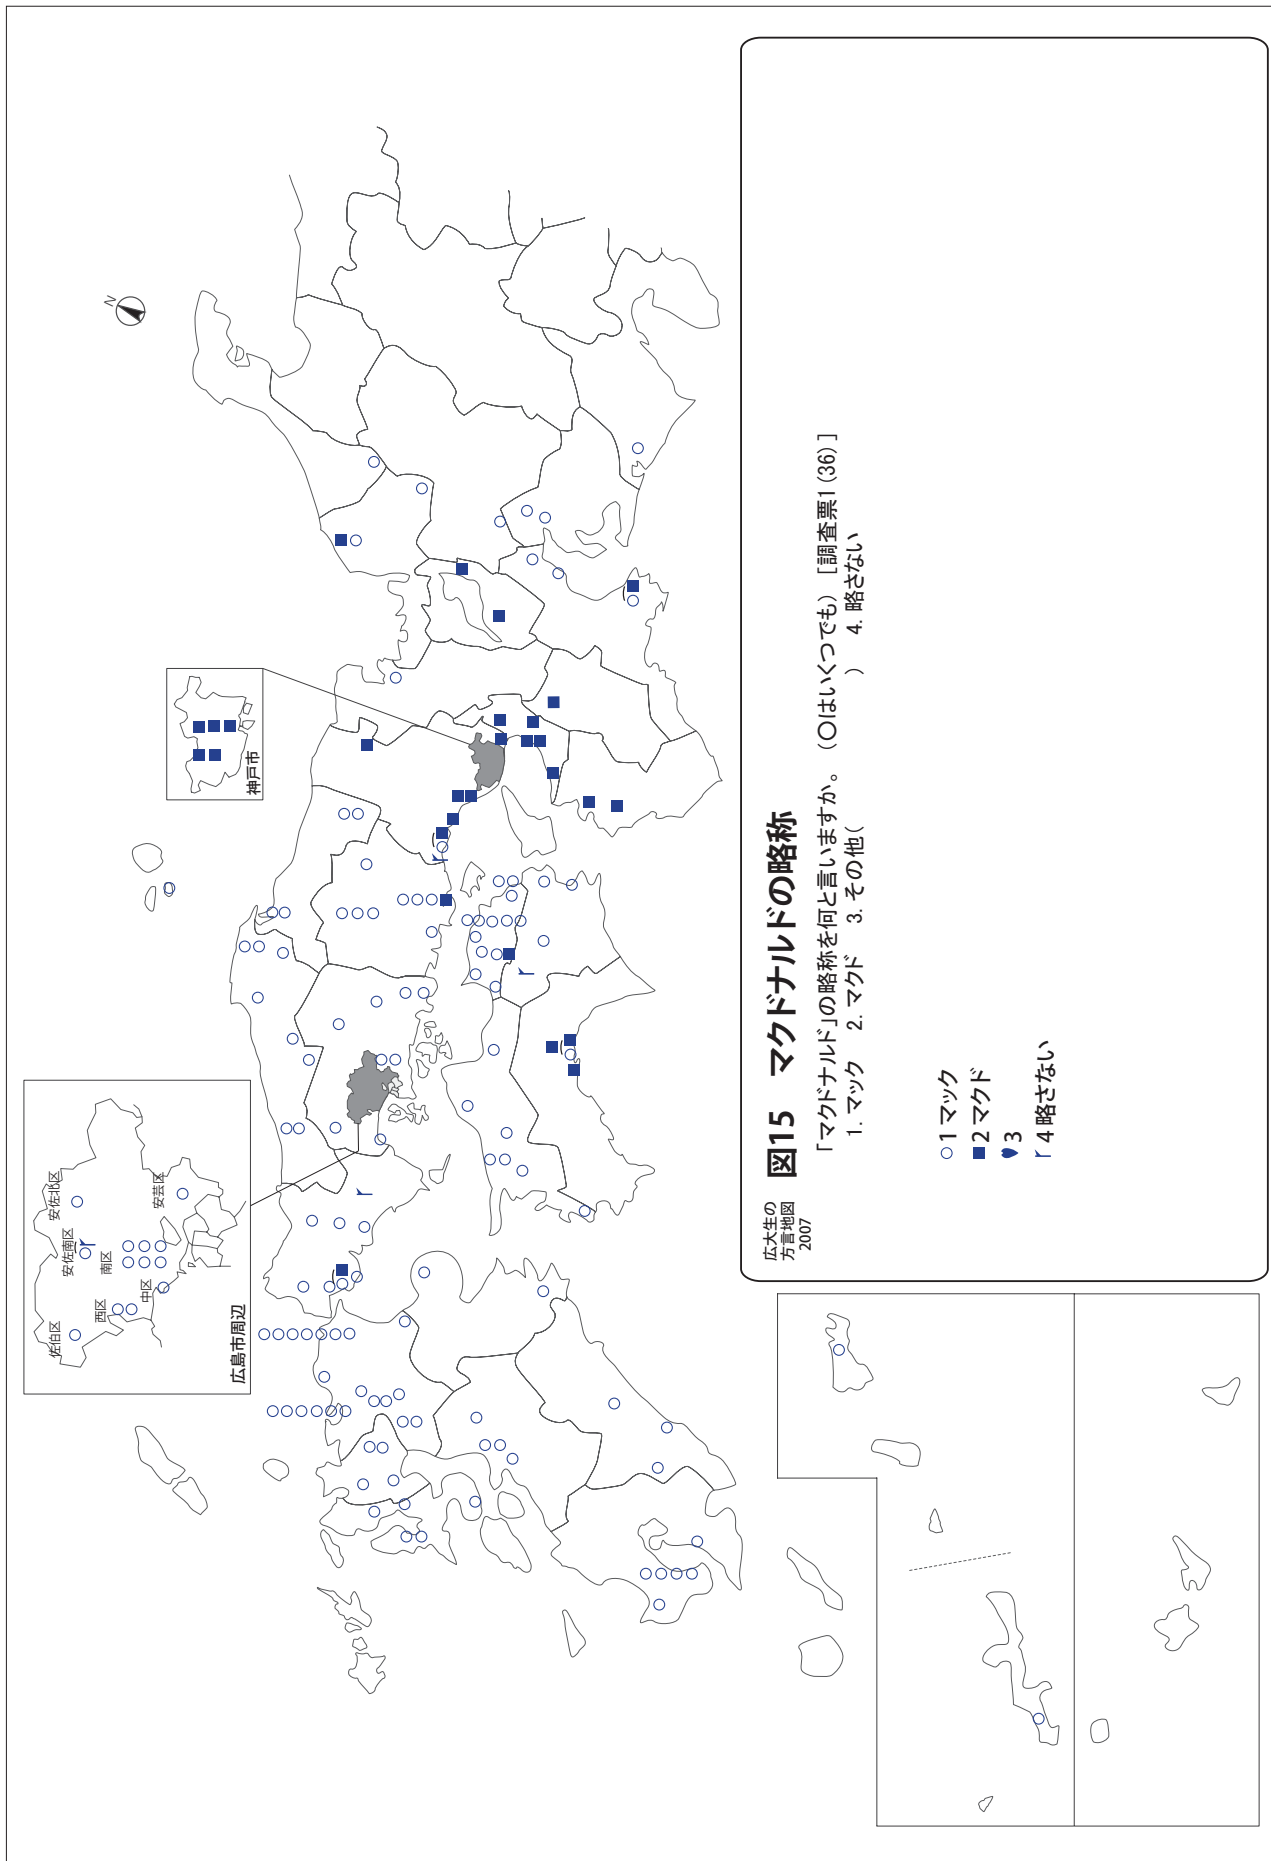 広大生の
方言地図
2007
図15 マクドナルドの略称
「マクドナルド」の略称を何と言いますか。 (○はいくつでも) [調査票1 (36) ]
1. マック 2. マクド 3. その他( ) 4. 略さない
1 マック
2 マクド
3
4 略さない
広島市周辺
佐伯区
西区
中区
南区
安佐南区
安佐北区
安芸区
神戸市
N